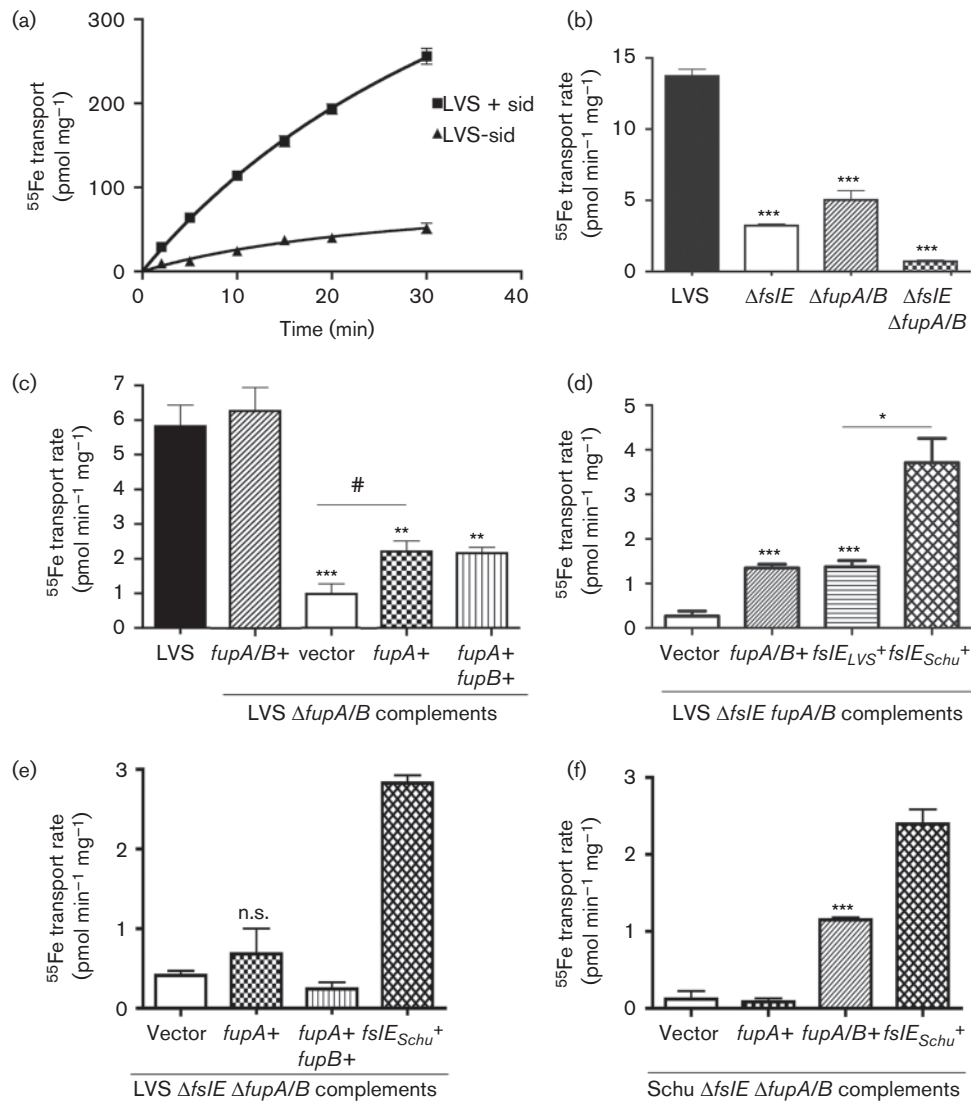 (a)
300
200
100
0
0
10
20
30
40
⁵⁵Fe transport
(pmol mg⁻¹)
Time (min)
LVS + sid
LVS-sid
(b)
15
10
5
0
⁵⁵Fe transport rate
(pmol min⁻¹ mg⁻¹)
***
***
***
LVS
ΔfslE
ΔfupA/B
ΔfslE
ΔfupA/B
(c)
7
6
5
4
3
2
1
0
⁵⁵Fe transport rate
(pmol min⁻¹ mg⁻¹)
#
***
**
**
LVS
fupA/B+
vector
fupA+
fupA+
fupB+
LVS ΔfupA/B complements
(d)
5
4
3
2
1
0
⁵⁵Fe transport rate
(pmol min⁻¹ mg⁻¹)
*
***
***
Vector
fupA/B+
fslE_LVS⁺
fslE_Schu⁺
LVS ΔfslE fupA/B complements
(e)
3
2
1
0
⁵⁵Fe transport rate
(pmol min⁻¹ mg⁻¹)
n.s.
Vector
fupA+
fupA+
fupB+
fslE_Schu⁺
LVS ΔfslE ΔfupA/B complements
(f)
3
2
1
0
⁵⁵Fe transport rate
(pmol min⁻¹ mg⁻¹)
***
Vector
fupA+
fupA/B+
fslE_Schu⁺
Schu ΔfslE ΔfupA/B complements